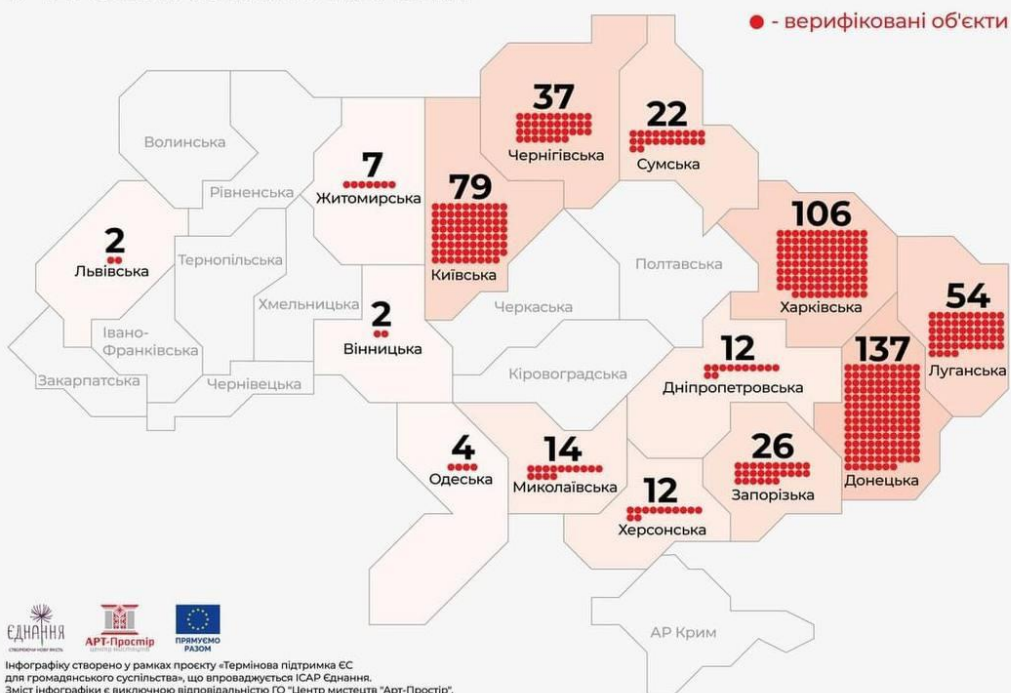 ● - верифіковані об'єкти
37
Чернігівська
22
Сумська
Волинська
7
Житомирська
Рівненська
79
Київська
106
Харківська
2
Львівська
Тернопільська
Полтавська
Хмельницька
Черкаська
54
Луганська
2
Вінницька
Івано-
Франківська
12
Дніпропетровська
137
Донецька
Закарпатська
Чернівецька
Кіровоградська
4
Одеська
14
Миколаївська
26
Запорізька
12
Херсонська
АР Крим
ЄДНАННЯ
АРТ-Простір
ПРЯМУЄМО
РАЗОМ
Інфографіку створено у рамках проєкту «Термінова підтримка ЄС
для громадянського суспільства», що впроваджується ІСАР Єднання.
Зміст інфографіки є виключною відповідальністю ГО "Центр мистецтв "Арт-Простір".